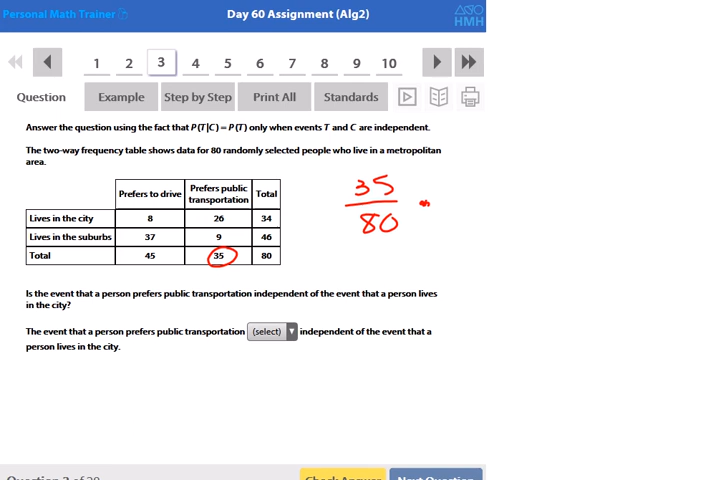 Personal Math Trainer
Day 60 Assignment (Alg2)
HMH
1 2 3 4 5 6 7 8 9 10
Question Example Step by Step Print All Standards
Answer the question using the fact that P(T|C) = P(T) only when events T and C are independent.
The two-way frequency table shows data for 80 randomly selected people who live in a metropolitan
area.
Prefers to drive Prefers public transportation Total
Lives in the city 8 26 34
Lives in the suburbs 37 9 46
Total 45 35 80
35
80
Is the event that a person prefers public transportation independent of the event that a person lives
in the city?
The event that a person prefers public transportation (select) independent of the event that a
person lives in the city.
Check Answer Next Question